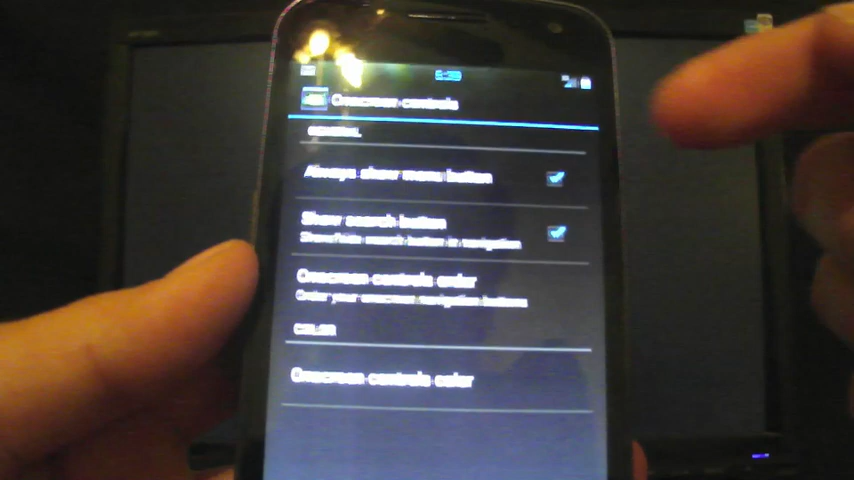 Onscreen controls
GENERAL
Always show menu button
Show search button
Show/Hide search button in navigation
Onscreen controls order
Order your onscreen navigation buttons
COLOR
Onscreen controls color